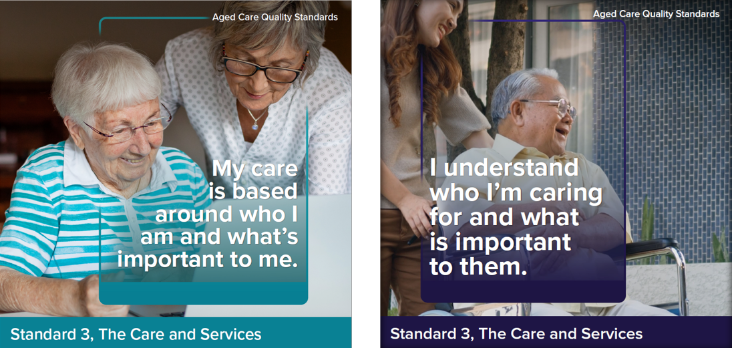 Aged Care Quality Standards
My care
is based
around who I
am and what's
important to me.
Standard 3, The Care and Services
Aged Care Quality Standards
I understand
who I'm caring
for and what
is important
to them.
Standard 3, The Care and Services